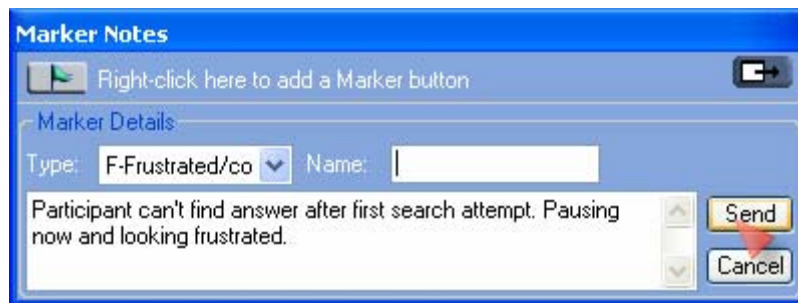 Marker Notes
Right-click here to add a Marker button
Marker Details
Type: F-Frustrated/co Name:
Participant can't find answer after first search attempt. Pausing
now and looking frustrated.
Send
Cancel